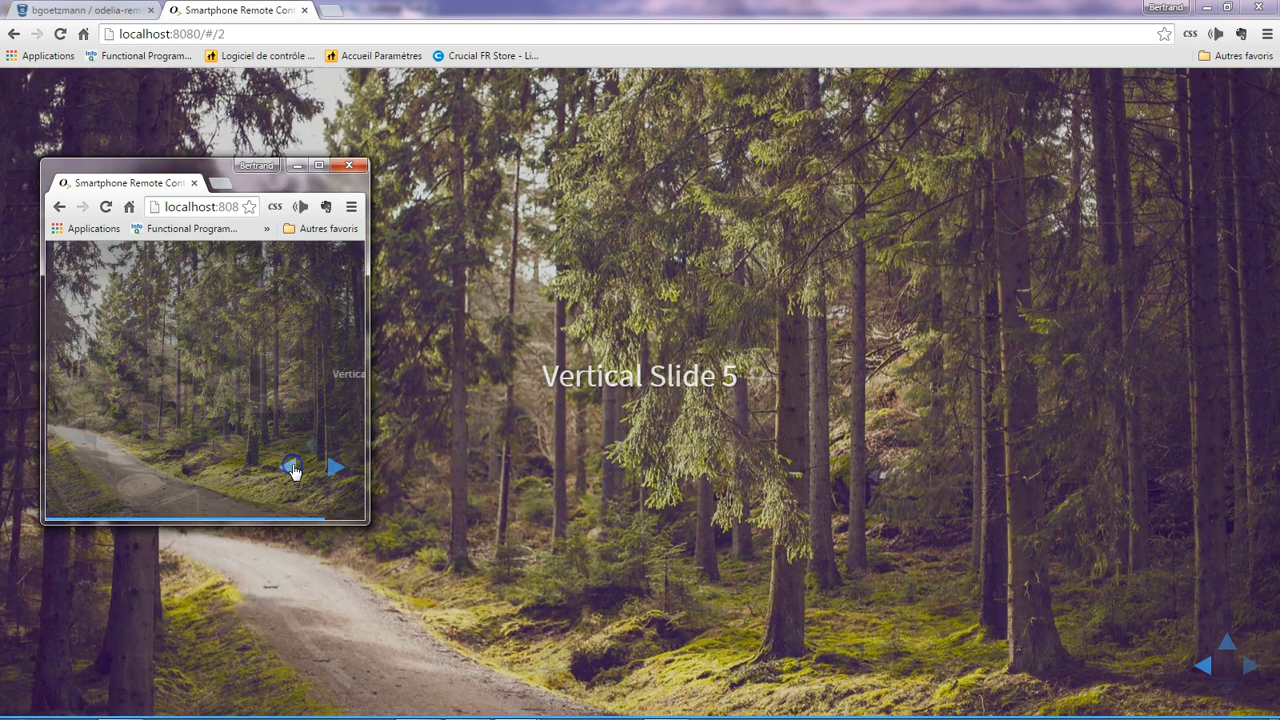 bgoetzmann / odelia-rem
Smartphone Remote Cont
Bertrand
localhost:8080/#/2
CSS
Applications
Functional Program...
Logiciel de contrôle ...
Accueil Paramètres
Crucial FR Store - Li...
Autres favoris
Bertrand
Smartphone Remote Cont
localhost:808
CSS
Applications
Functional Program...
»
Autres favoris
Vertica
Vertical Slide 5